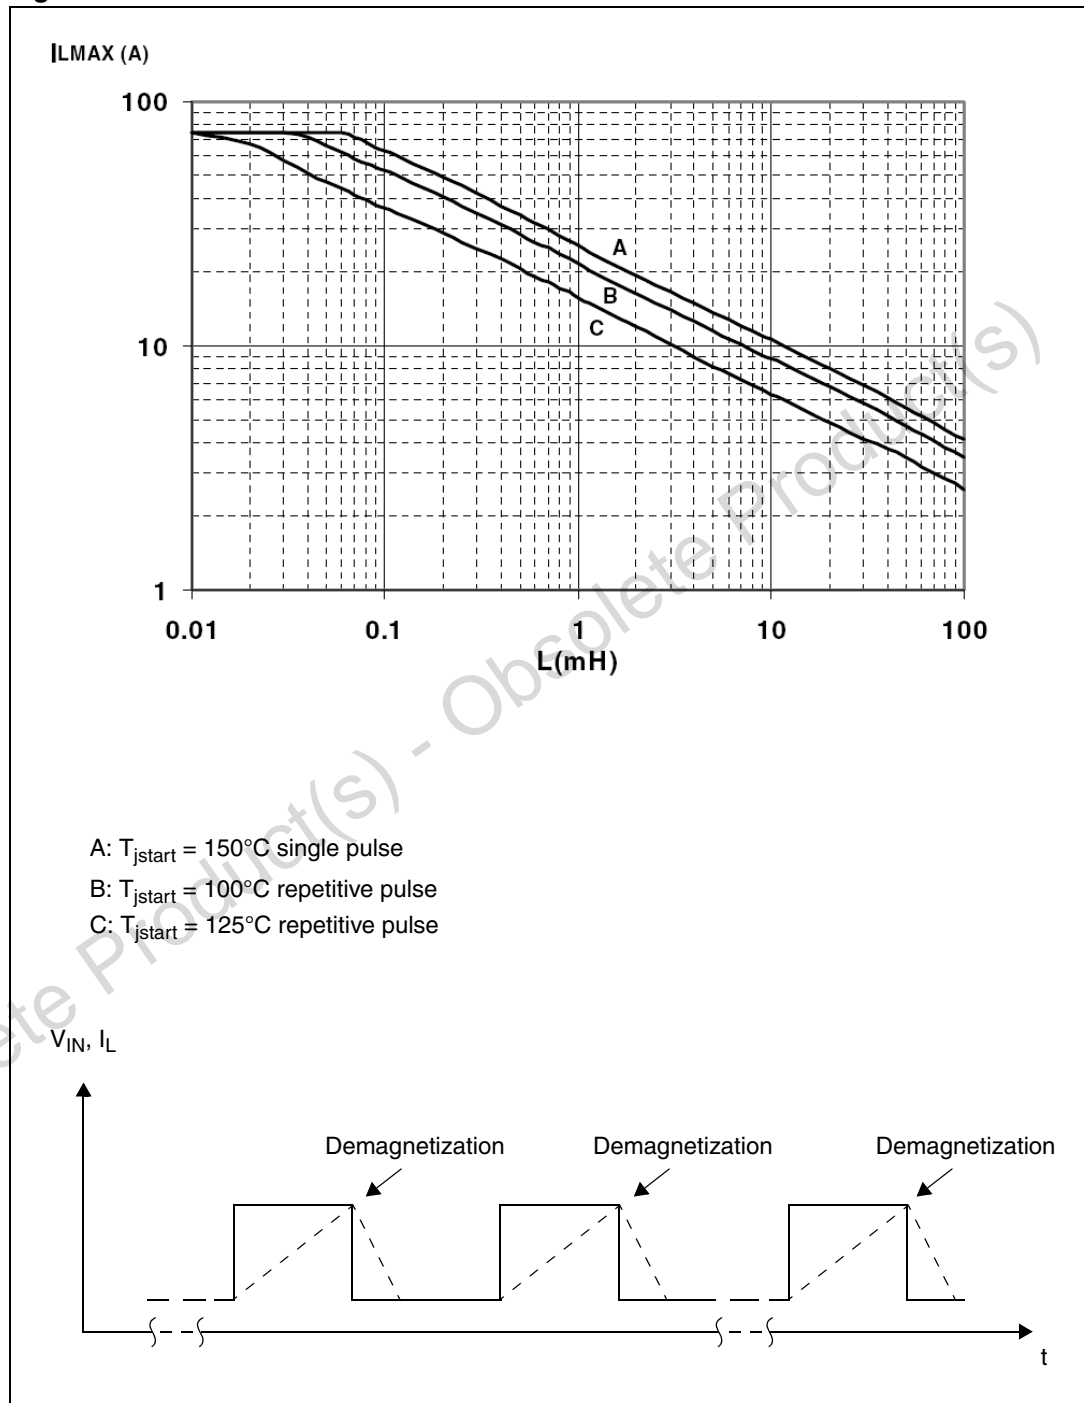 ILMAX (A)
100
10
1
A
B
C
0.01 0.1 1 10 100
L(mH)
A: Tjstart = 150°C single pulse
B: Tjstart = 100°C repetitive pulse
C: Tjstart = 125°C repetitive pulse
VIN, IL
Demagnetization Demagnetization Demagnetization
t
ete Product(s) - Obsolete Product(s)